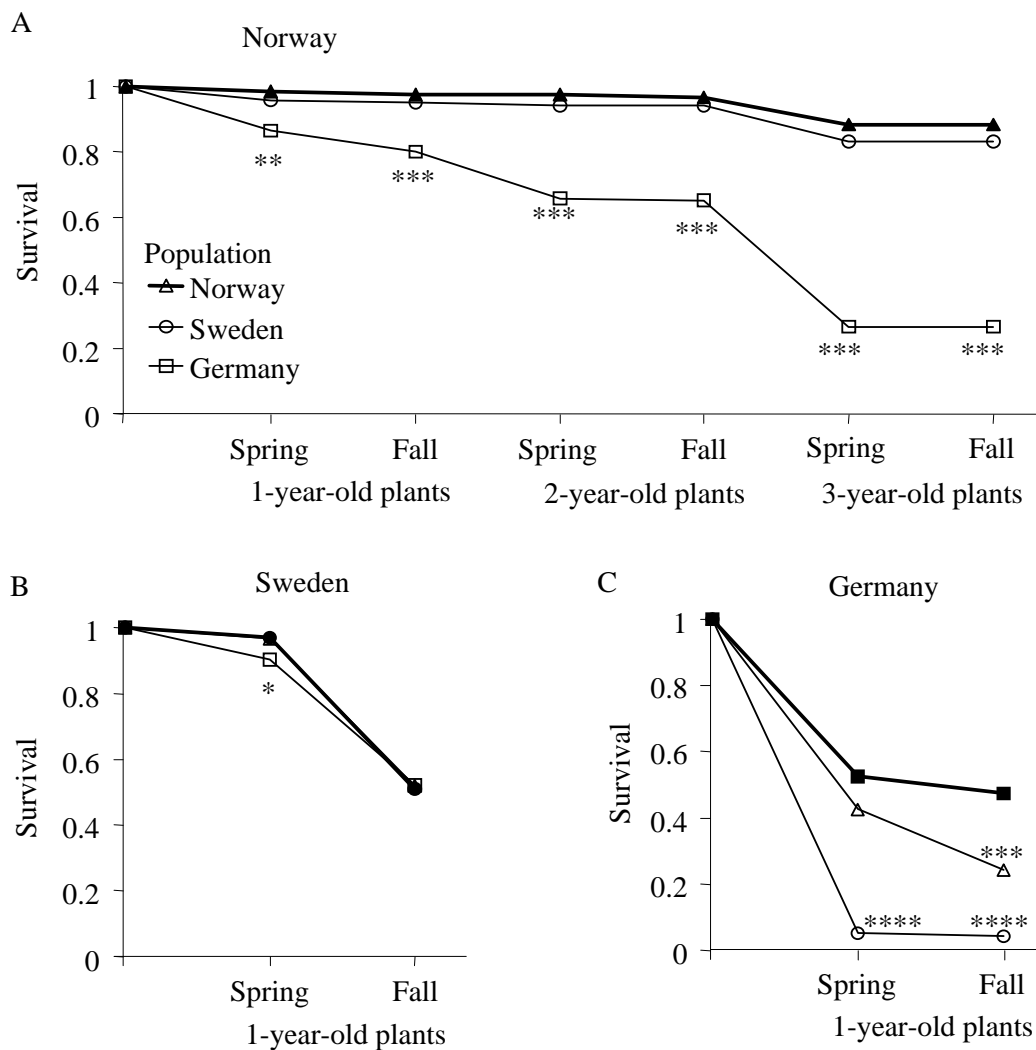 A
Norway
1
0.8
0.6
0.4
0.2
0
Survival
**
***
***
***
***
***
Population
Norway
Sweden
Germany
Spring Fall Spring Fall Spring Fall
1-year-old plants 2-year-old plants 3-year-old plants
B
Sweden
1
0.8
0.6
0.4
0.2
0
Survival
*
Spring Fall
1-year-old plants
C
Germany
1
0.8
0.6
0.4
0.2
0
Survival
***
**** ****
Spring Fall
1-year-old plants